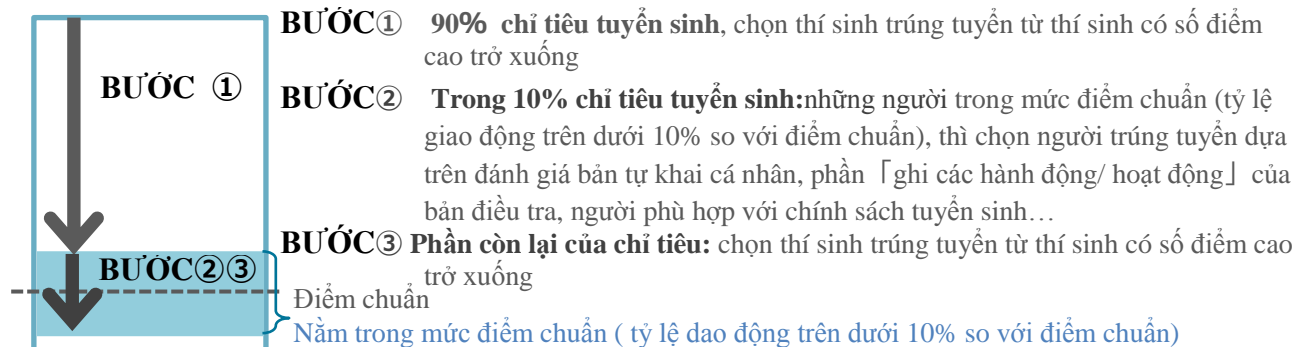 BƯỚC① 90% chỉ tiêu tuyển sinh, chọn thí sinh trúng tuyển từ thí sinh có số điểm
cao trở xuống
BƯỚC ①
BƯỚC② Trong 10% chỉ tiêu tuyển sinh:những người trong mức điểm chuẩn (tỷ lệ
giao động trên dưới 10% so với điểm chuẩn), thì chọn người trúng tuyển dựa
trên đánh giá bản tự khai cá nhân, phần「ghi các hành động/ hoạt động」của
bản điều tra, người phù hợp với chính sách tuyển sinh…
BƯỚC③ Phần còn lại của chỉ tiêu: chọn thí sinh trúng tuyển từ thí sinh có số điểm cao
trở xuống
BƯỚC②③
Điểm chuẩn
Nằm trong mức điểm chuẩn ( tỷ lệ dao động trên dưới 10% so với điểm chuẩn)